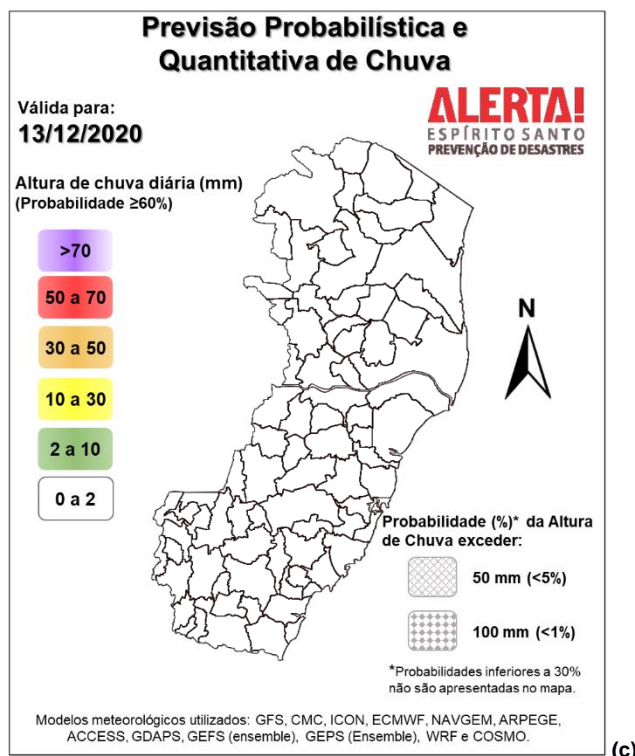 Previsão Probabilística e
Quantitativa de Chuva
Válida para:
13/12/2020
ALERTA!
ESPÍRITO SANTO
PREVENÇÃO DE DESASTRES
Altura de chuva diária (mm)
(Probabilidade ≥60%)
>70
50 a 70
30 a 50
10 a 30
2 a 10
0 a 2
N
Probabilidade (%)* da Altura
de Chuva exceder:
50 mm (<5%)
100 mm (<1%)
*Probabilidades inferiores a 30%
não são apresentadas no mapa.
Modelos meteorológicos utilizados: GFS, CMC, ICON, ECMWF, NAVGEM, ARPEGE,
ACCESS, GDAPS, GEFS (ensemble), GEPS (Ensemble), WRF e COSMO.
(c)